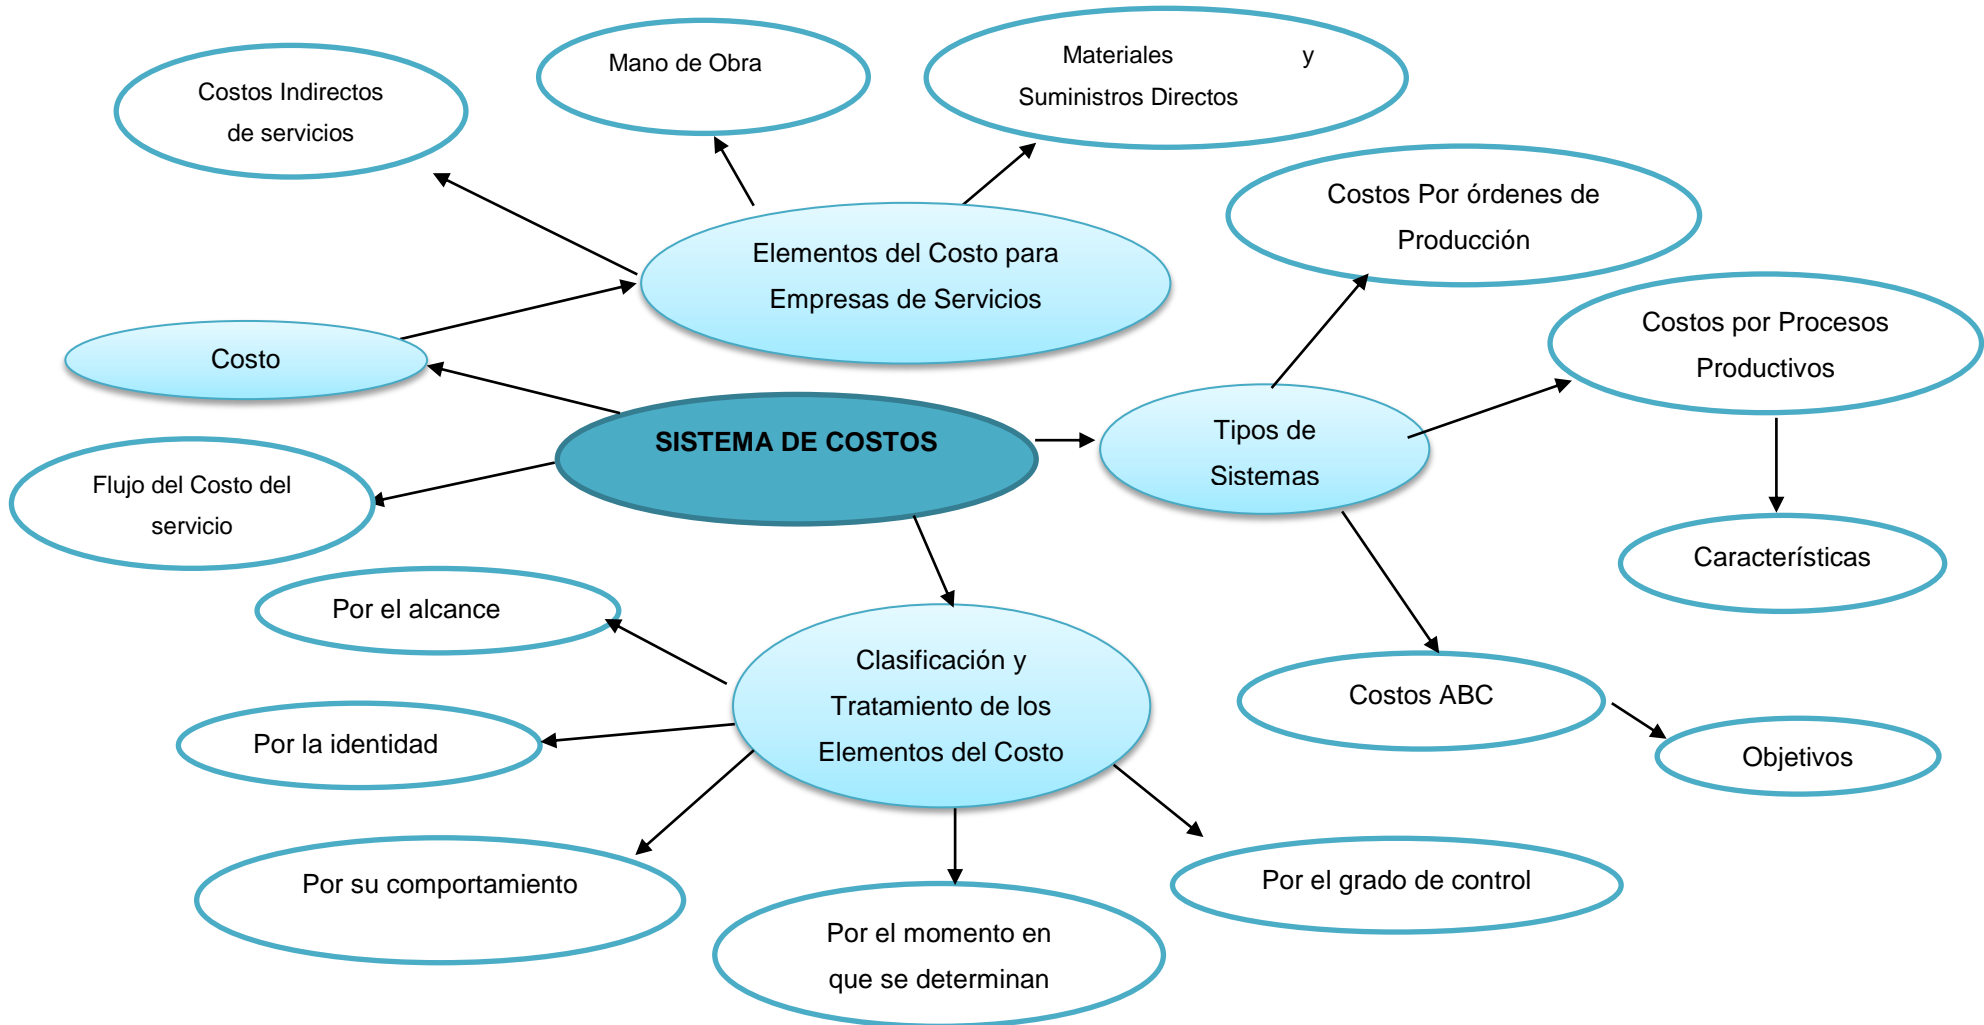 Costos Indirectos
de servicios
Mano de Obra
Materiales y
Suministros Directos
Costos Por órdenes de
Producción
Elementos del Costo para
Empresas de Servicios
Costos por Procesos
Productivos
Costo
SISTEMA DE COSTOS
Tipos de
Sistemas
Flujo del Costo del
servicio
Características
Por el alcance
Clasificación y
Tratamiento de los
Elementos del Costo
Costos ABC
Por la identidad
Objetivos
Por su comportamiento
Por el grado de control
Por el momento en
que se determinan